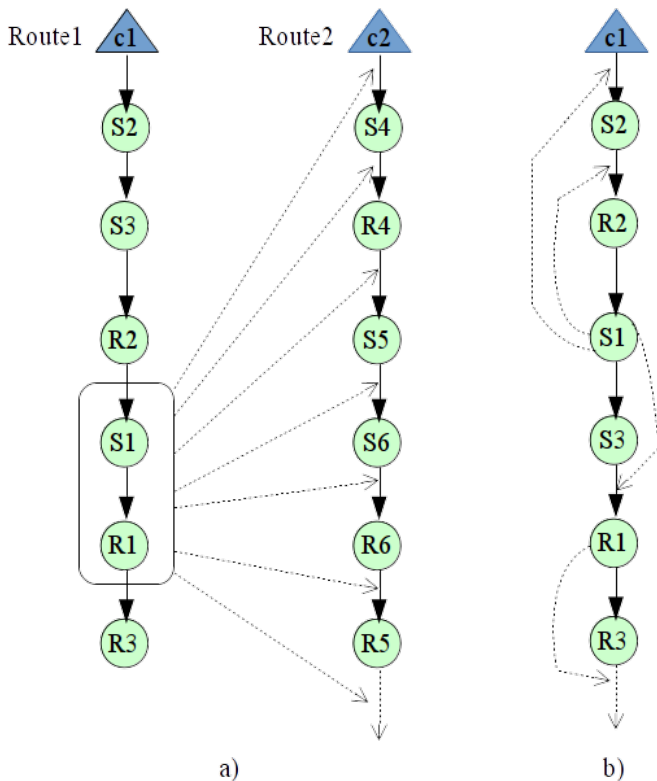 Route1 c1 Route2 c2 c1
S2 S4 S2
S3 R4 R2
R2 S5 S1
S1 S6 S3
R1 R6 R1
R3 R5 R3
a) b)